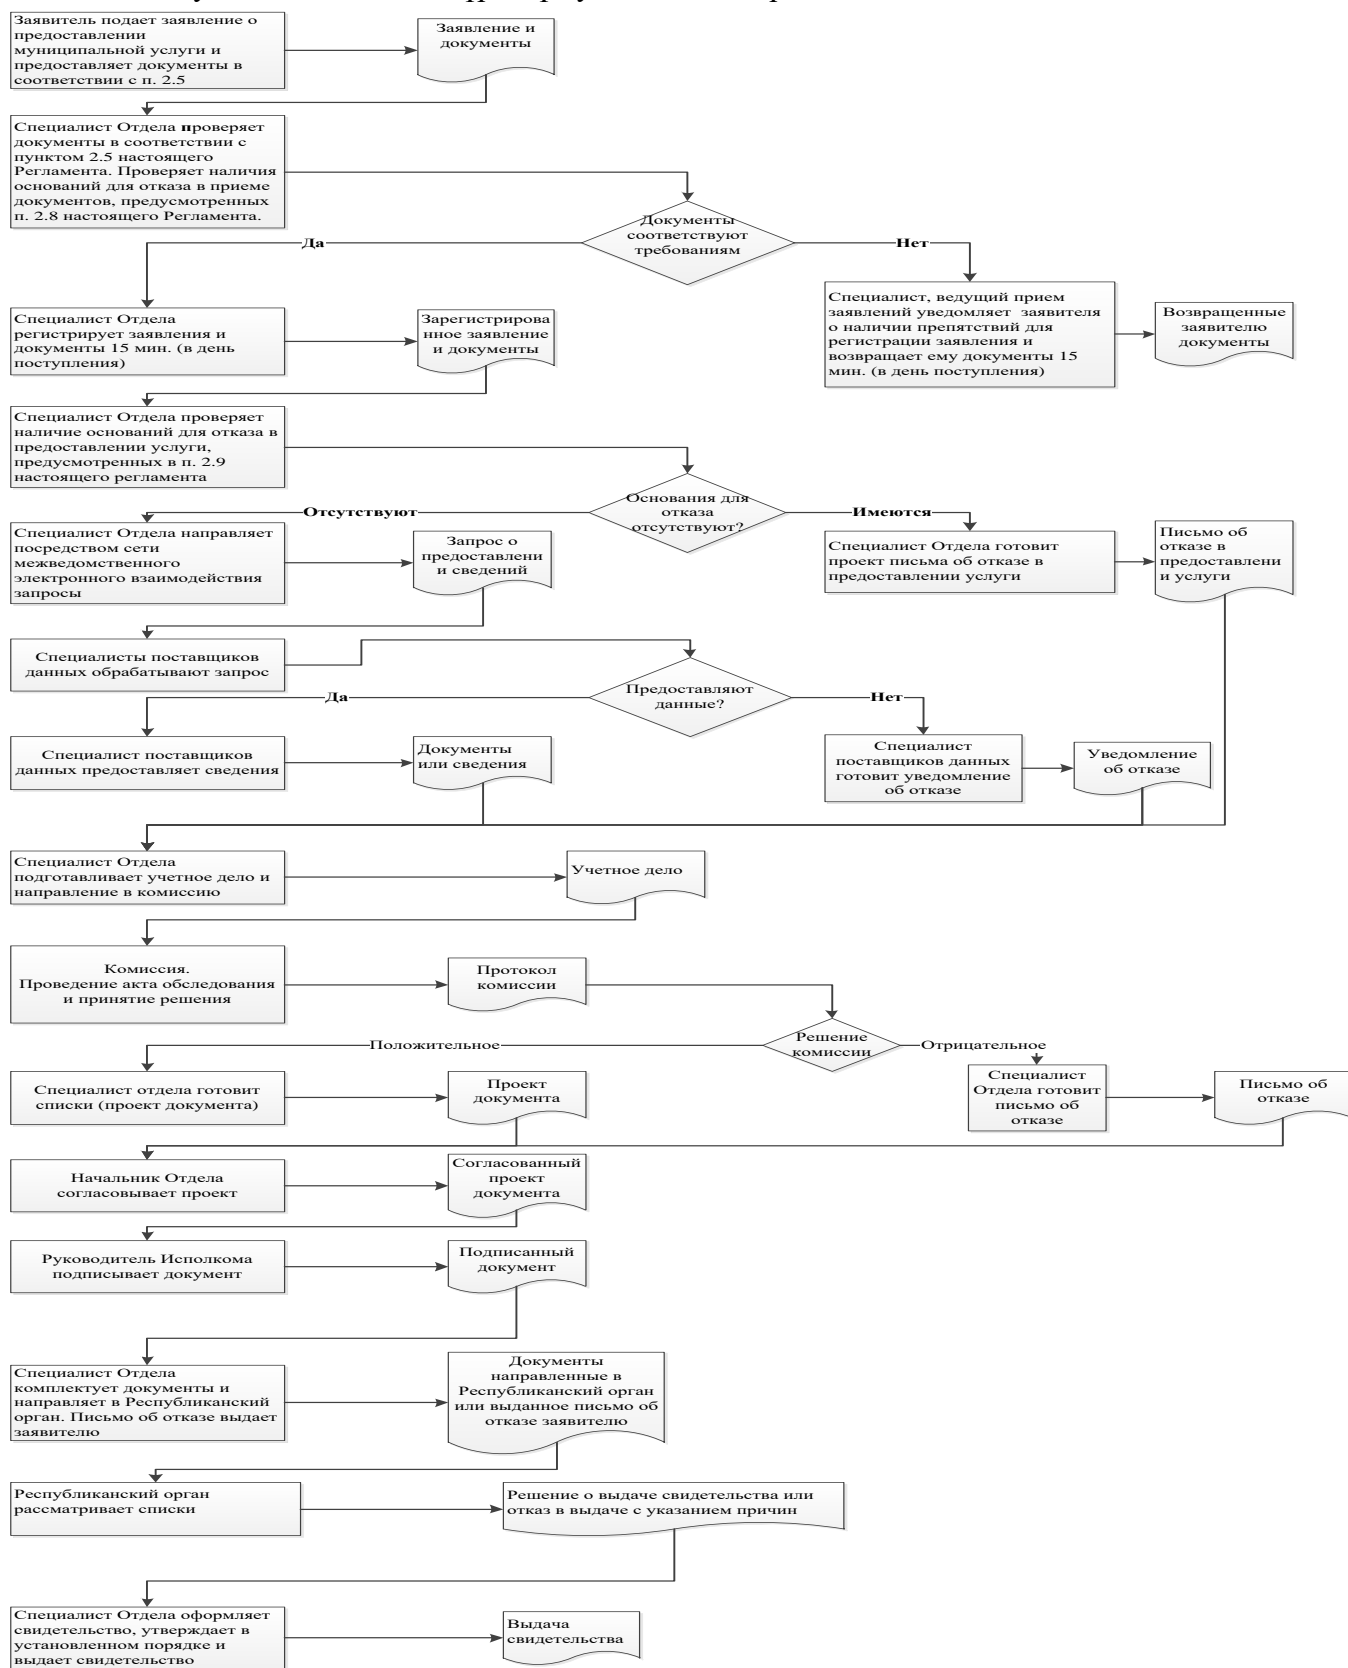 Заявитель подает заявление о
предоставлении
муниципальной услуги и
предоставляет документы в
соответствии с п. 2.5
Заявление и
документы
Специалист Отдела проверяет
документы в соответствии с
пунктом 2.5 настоящего
Регламента. Проверяет наличия
оснований для отказа в приеме
документов, предусмотренных
п. 2.8 настоящего Регламента.
Документы
соответствуют
требованиям
Да
Нет
Специалист Отдела
регистрирует заявления и
документы 15 мин. (в день
поступления)
Зарегистрирова
нное заявление
и документы
Специалист, ведущий прием
заявлений уведомляет заявителя
о наличии препятствий для
регистрации заявления и
возвращает ему документы 15
мин. (в день поступления)
Возвращенные
заявителю
документы
Специалист Отдела проверяет
наличие оснований для отказа в
предоставлении услуги,
предусмотренных в п. 2.9
настоящего регламента
Основания для
отказа
отсутствуют?
Отсутствуют
Имеются
Специалист Отдела направляет
посредством сети
межведомственного
электронного взаимодействия
запросы
Запрос о
предоставлени
и сведений
Специалист Отдела готовит
проект письма об отказе в
предоставлении услуги
Письмо об
отказе в
предоставлени
и услуги
Специалисты поставщиков
данных обрабатывают запрос
Предоставляют
данные?
Да
Нет
Специалист поставщиков
данных предоставляет сведения
Документы
или сведения
Специалист
поставщиков данных
готовит уведомление
об отказе
Уведомление
об отказе
Специалист Отдела
подготавливает учетное дело и
направление в комиссию
Учетное дело
Комиссия.
Проведение акта обследования
и принятие решения
Протокол
комиссии
Решение
комиссии
Положительное
Отрицательное
Специалист отдела готовит
списки (проект документа)
Проект
документа
Специалист
Отдела готовит
письмо об
отказе
Письмо об
отказе
Начальник Отдела
согласовывает проект
Согласованный
проект
документа
Руководитель Исполкома
подписывает документ
Подписанный
документ
Специалист Отдела
комплектует документы и
направляет в Республиканский
орган. Письмо об отказе выдает
заявителю
Документы
направленные в
Республиканский орган
или выданное письмо об
отказе заявителю
Республиканский орган
рассматривает списки
Решение о выдаче свидетельства или
отказ в выдаче с указанием причин
Специалист Отдела оформляет
свидетельство, утверждает в
установленном порядке и
выдает свидетельство
Выдача
свидетельства